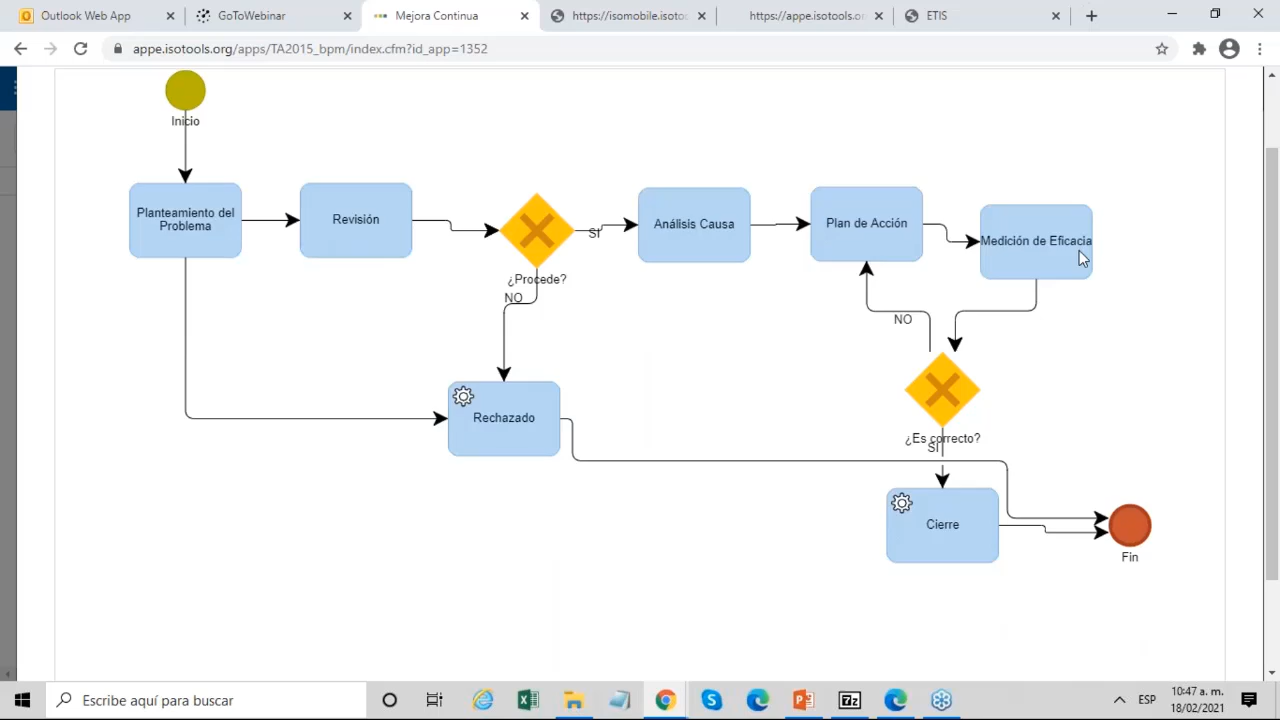 Outlook Web App
GoToWebinar
Mejora Continua
https://isomobile.isoto
https://appe.isotools.or
ETIS
appe.isotools.org/apps/TA2015_bpm/index.cfm?id_app=1352
Inicio
Planteamiento del
Problema
Revisión
¿Procede?
SI
NO
Análisis Causa
Plan de Acción
Medición de Eficacia
NO
¿Es correcto?
SI
Rechazado
Cierre
Fin
Escribe aquí para buscar
ESP
10:47 a. m.
18/02/2021
7z